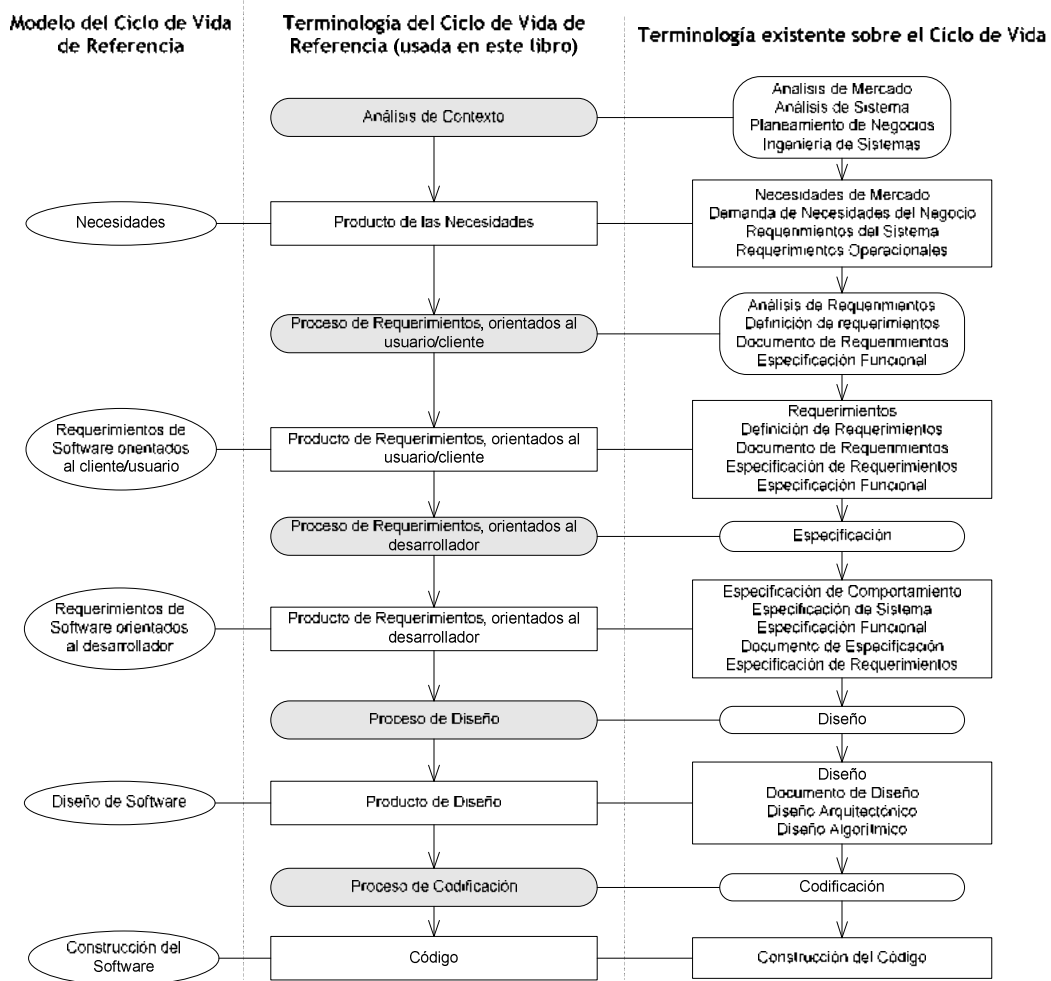 Modelo del Ciclo de Vida
de Referencia
Terminología del Ciclo de Vida de
Referencia (usada en este libro)
Terminología existente sobre el Ciclo de Vida
Análisis de Contexto
Analisis de Mercado
Análisis de Sistema
Planeamiento de Negocios
Ingenieria de Sistemas
Necesidades
Producto de las Necesidades
Necesidades de Mercado
Demanda de Necesidades del Negocio
Requerimientos del Sistema
Requerimientos Operacionales
Proceso de Requerimientos, orientados al
usuario/cliente
Análisis de Requerimientos
Definición de requerimientos
Documento de Requerimientos
Especificación Funcional
Requerimientos de
Software orientados
al cliente/usuario
Producto de Requerimientos, orientados al
usuario/cliente
Requerimientos
Definición de Requerimientos
Documento de Requerimientos
Especificación de Requerimientos
Especificación Funcional
Proceso de Requerimientos, orientados al
desarrollador
Especificación
Requerimientos de
Software orientados
al desarrollador
Producto de Requerimientos, orientados al
desarrollador
Especificación de Comportamiento
Especificación de Sistema
Especificación Funcional
Documento de Especificación
Especificación de Requerimientos
Proceso de Diseño
Diseño
Diseño de Software
Producto de Diseño
Diseño
Documento de Diseño
Diseño Arquitectónico
Diseño Algorítmico
Proceso de Codificación
Codificación
Construcción del
Software
Código
Construcción del Código